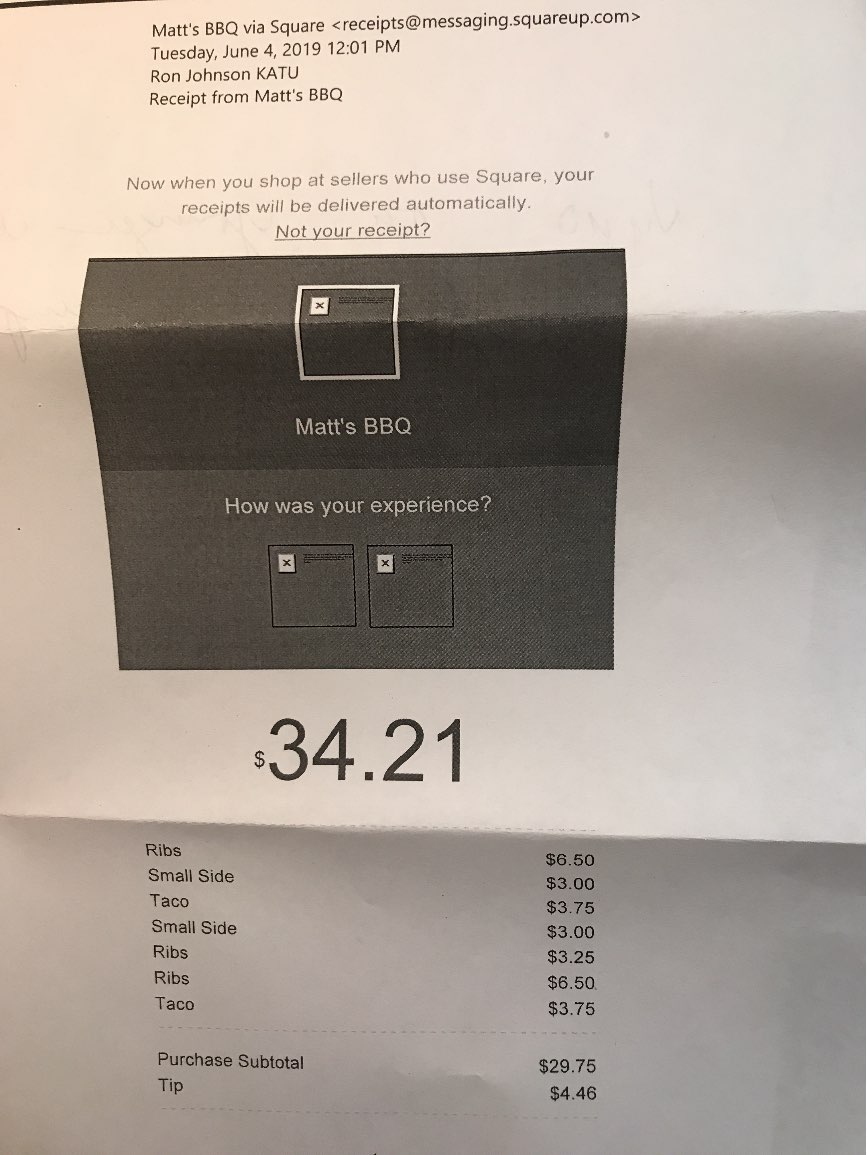 Matt's BBQ via Square <receipts@messaging.squareup.com>
Tuesday, June 4, 2019 12:01 PM
Ron Johnson KATU
Receipt from Matt's BBQ
Now when you shop at sellers who use Square, your
receipts will be delivered automatically.
Not your receipt?
Matt's BBQ
How was your experience?
$34.21
Ribs $6.50
Small Side $3.00
Taco $3.75
Small Side $3.00
Ribs $3.25
Ribs $6.50
Taco $3.75
Purchase Subtotal $29.75
Tip $4.46